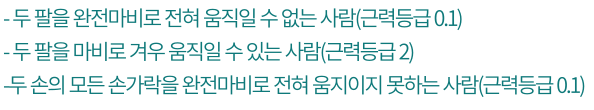 - 두 팔을 완전마비로 전혀 움직일 수 없는 사람(근력등급 0.1)
- 두 팔을 마비로 겨우 움직일 수 있는 사람(근력등급 2)
-두 손의 모든 손가락을 완전마비로 전혀 움지이지 못하는 사람(근력등급 0.1)